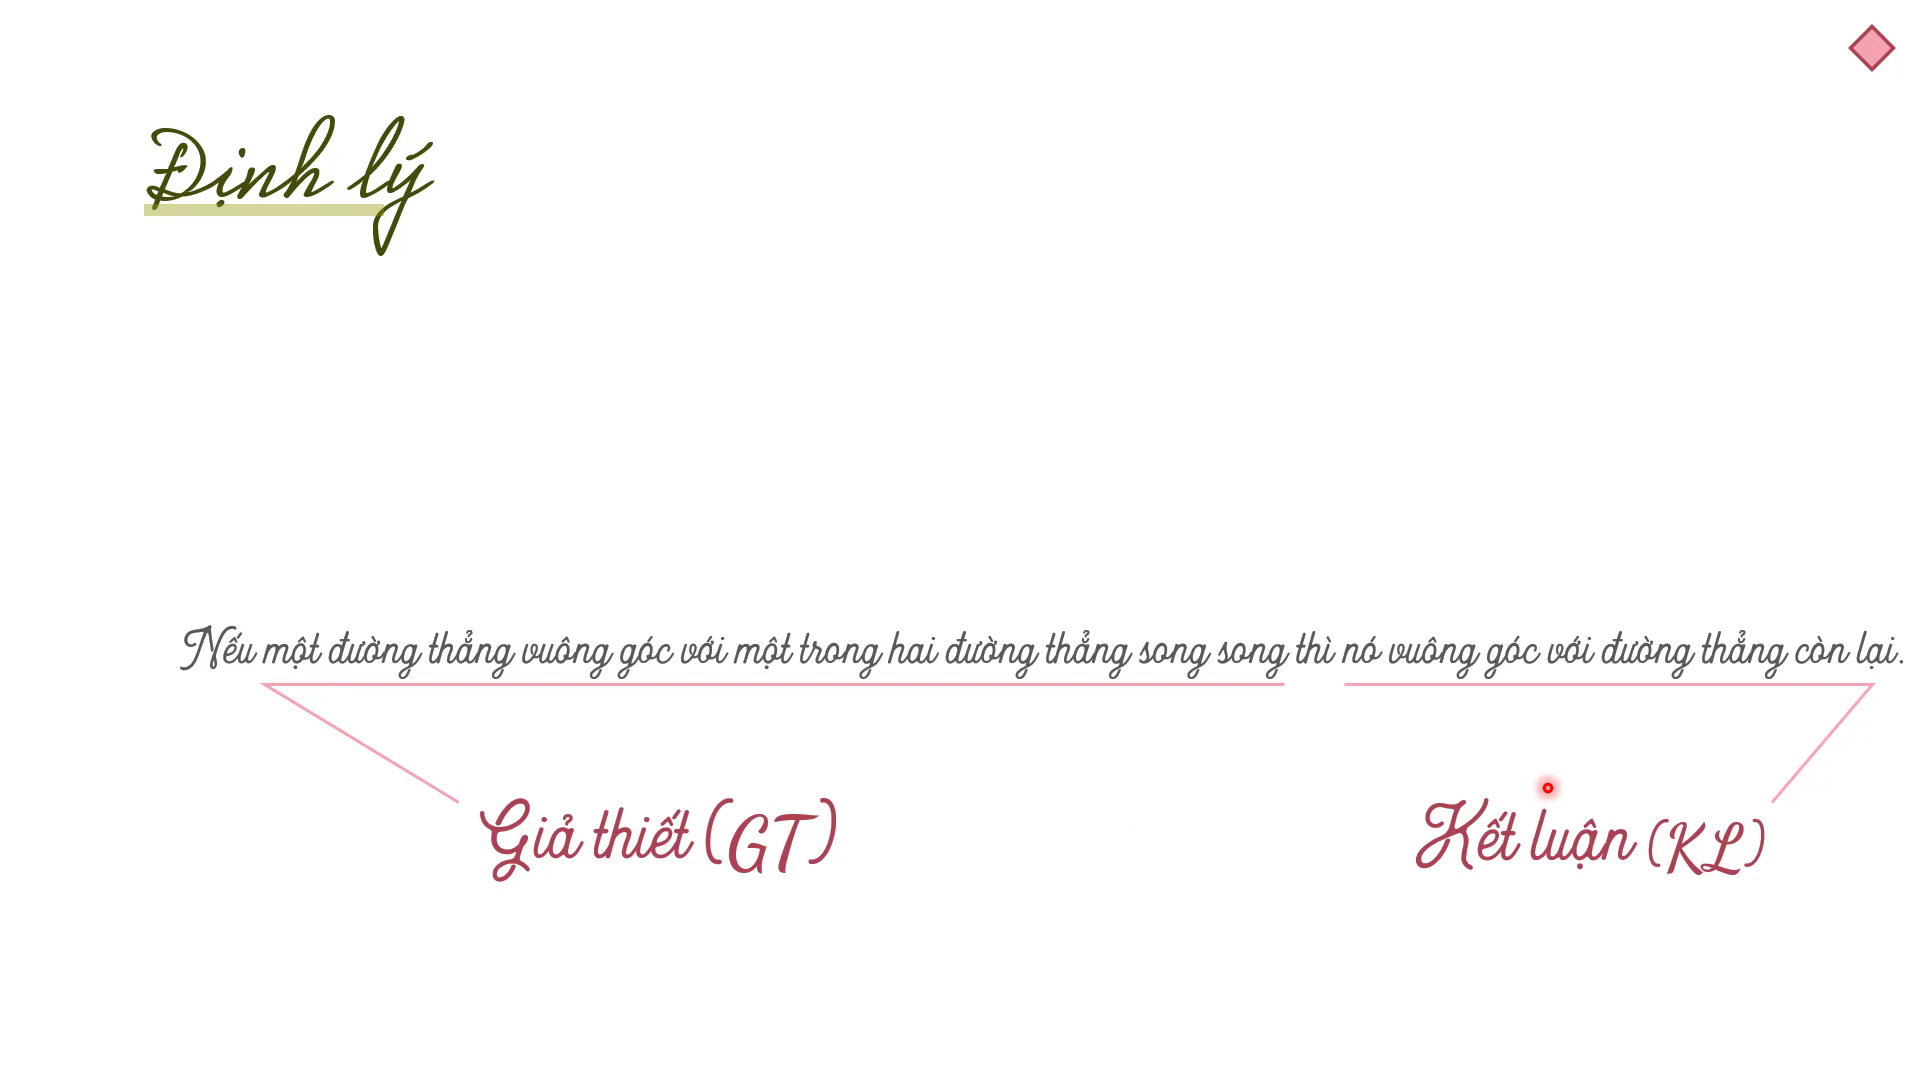 Định lý
Nếu một đường thẳng vuông góc với một trong hai đường thẳng song song thì nó vuông góc với đường thẳng còn lại.
Giả thiết (GT)
Kết luận (KL)